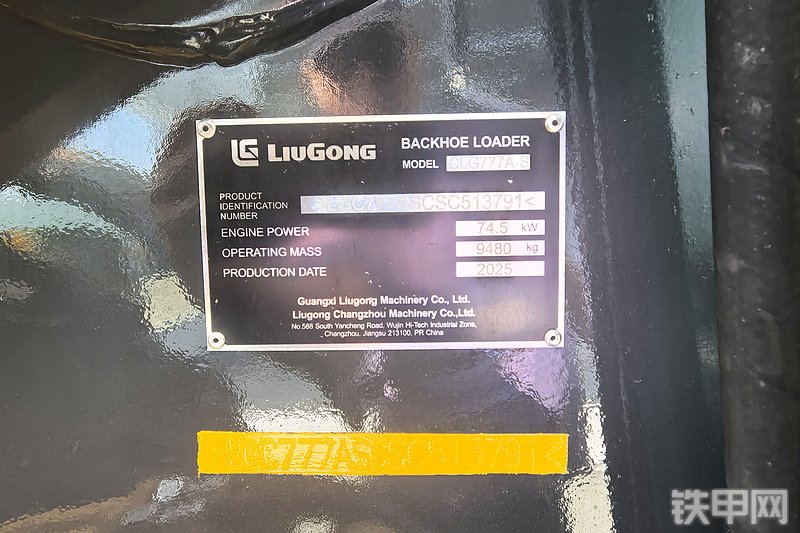 LG LIUGONG
BACKHOE LOADER
MODEL CLG777A-S
PRODUCT IDENTIFICATION NUMBER
ENGINE POWER 74.5 kW
OPERATING MASS 9480 kg
PRODUCTION DATE 2025
Guangxi Liugong Machinery Co., Ltd.
Liugong Changzhou Machinery Co.,Ltd.
No.588 South Yancheng Road, Wujin Hi-Tech Industrial Zone,
Changzhou, Jiangsu 213100, PR China
铁甲网